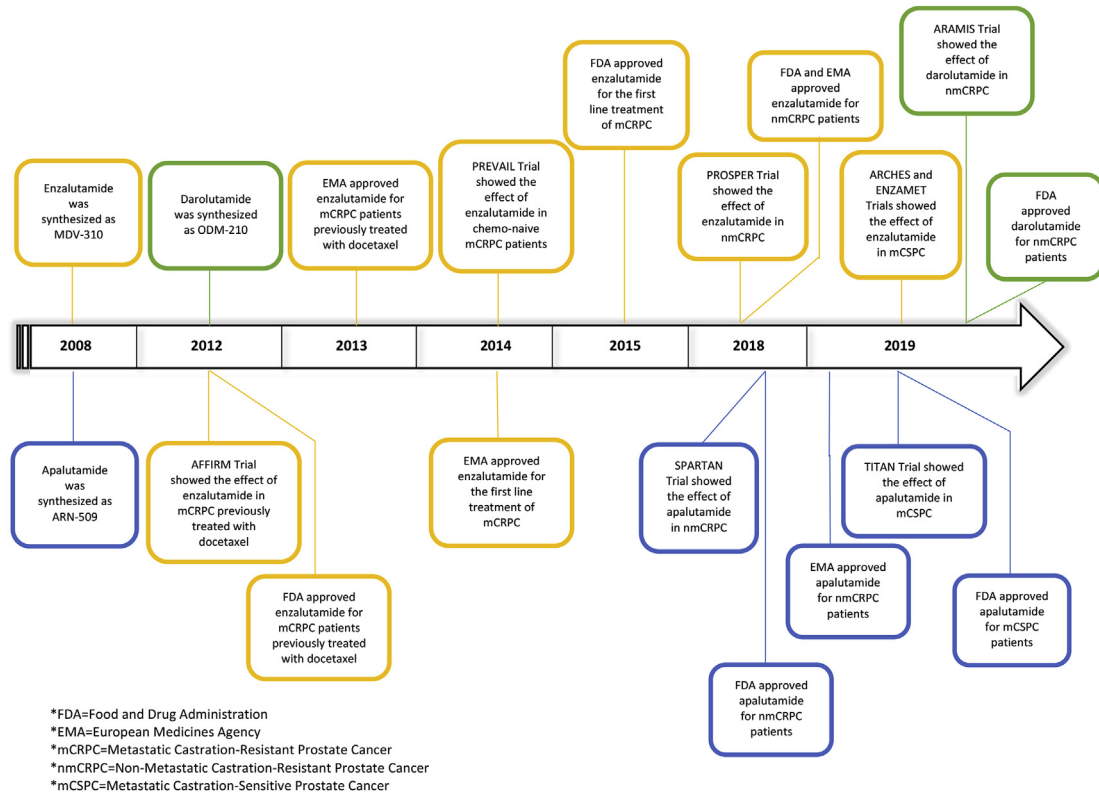 Enzalutamide
was
synthesized as
MDV-310
Darolutamide
was synthesized
as ODM-210
EMA approved
enzalutamide for
mCRPC patients
previously treated
with docetaxel
PREVAIL Trial
showed the
effect of
enzalutamide in
chemo-naive
mCRPC patients
FDA approved
enzalutamide
for the first
line treatment
of mCRPC
PROSPER Trial
showed the
effect of
enzalutamide in
nmCRPC
FDA and EMA
approved
enzalutamide for
nmCRPC patients
ARCHES and
ENZAMET
Trials showed
the effect of
enzalutamide
in mCSPC
ARAMIS Trial
showed the
effect of
darolutamide in
nmCRPC
FDA
approved
darolutamide
for nmCRPC
patients
2008
2012
2013
2014
2015
2018
2019
Apalutamide
was
synthesized as
ARN-509
AFFIRM Trial
showed the effect of
enzalutamide in
mCRPC previously
treated with
docetaxel
FDA approved
enzalutamide for
mCRPC patients
previously treated
with docetaxel
EMA approved
enzalutamide for
the first line
treatment of
mCRPC
SPARTAN
Trial showed
the effect of
apalutamide
in nmCRPC
FDA approved
apalutamide
for nmCRPC
patients
EMA approved
apalutamide
for nmCRPC
patients
TITAN Trial showed
the effect of
apalutamide in
mCSPC
FDA approved
apalutamide
for mCSPC
patients
*FDA=Food and Drug Administration
*EMA=European Medicines Agency
*mCRPC=Metastatic Castration-Resistant Prostate Cancer
*nmCRPC=Non-Metastatic Castration-Resistant Prostate Cancer
*mCSPC=Metastatic Castration-Sensitive Prostate Cancer